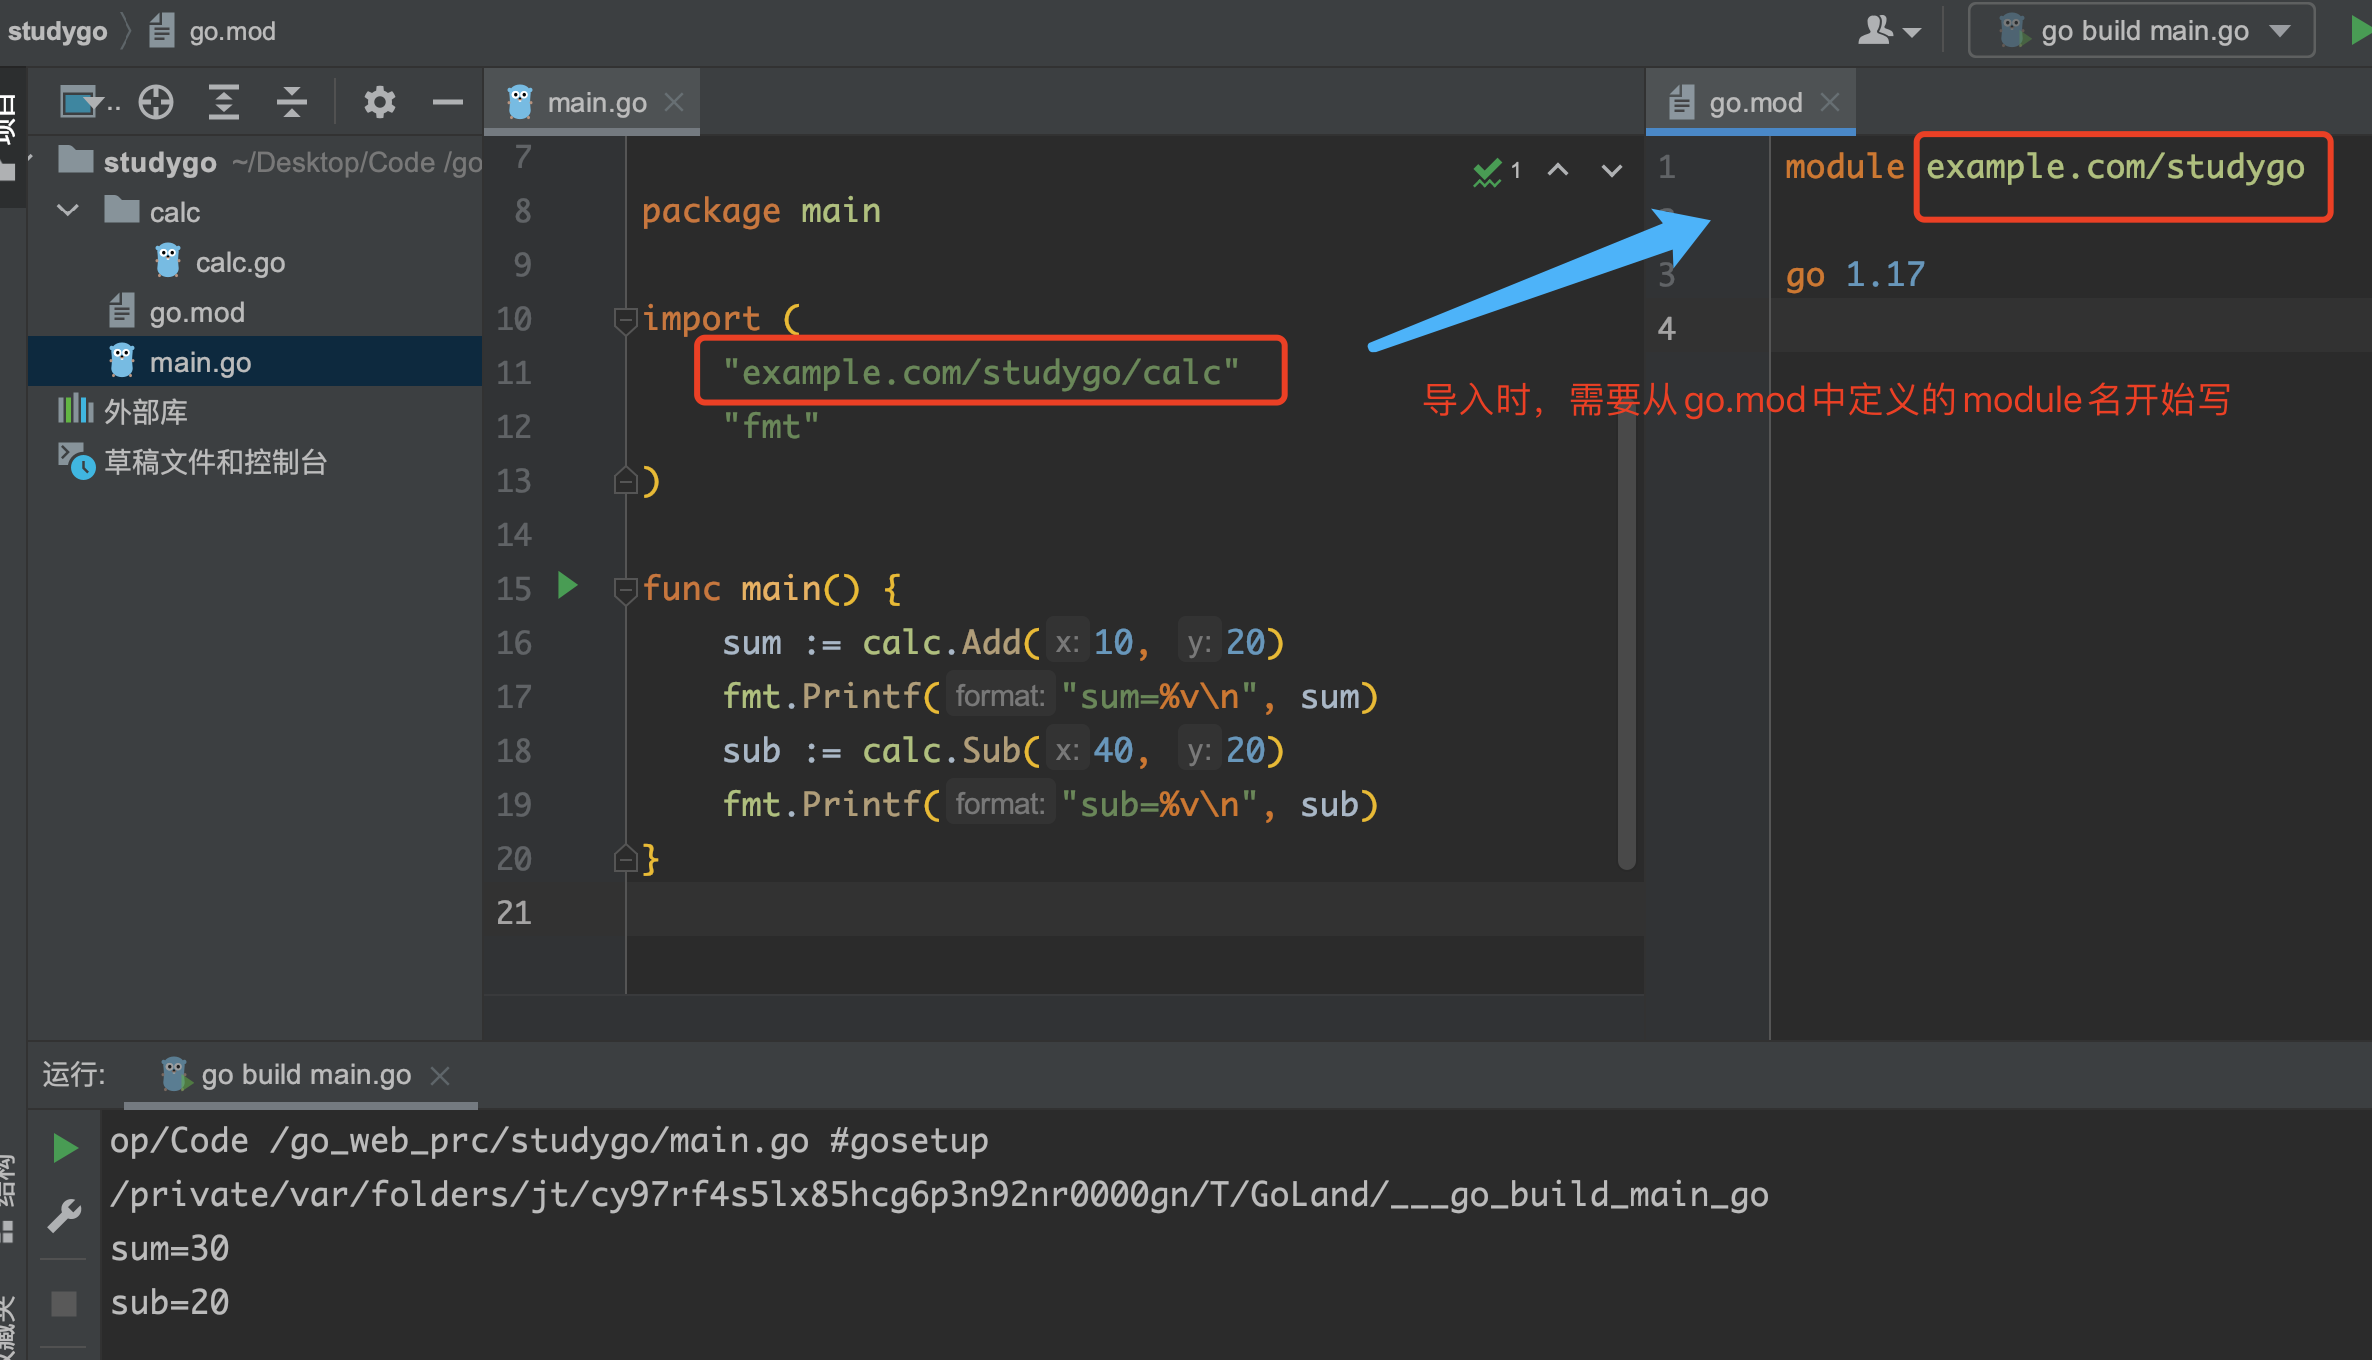 studygo
go.mod
go build main.go
项目
main.go
go.mod
studygo ~/Desktop/Code /go
calc
calc.go
go.mod
main.go
外部库
草稿文件和控制台
1
7
8 package main
9
10 import (
11 "example.com/studygo/calc"
12 "fmt"
13 )
14
15 func main() {
16 sum := calc.Add( x: 10, y: 20)
17 fmt.Printf( format: "sum=%v\n", sum)
18 sub := calc.Sub( x: 40, y: 20)
19 fmt.Printf( format: "sub=%v\n", sub)
20 }
21
1 module example.com/studygo
3 go 1.17
4
导入时，需要从go.mod中定义的module名开始写
运行:
go build main.go
op/Code /go_web_prc/studygo/main.go #gosetup
/private/var/folders/jt/cy97rf4s5lx85hcg6p3n92nr0000gn/T/GoLand/___go_build_main_go
sum=30
sub=20
结构